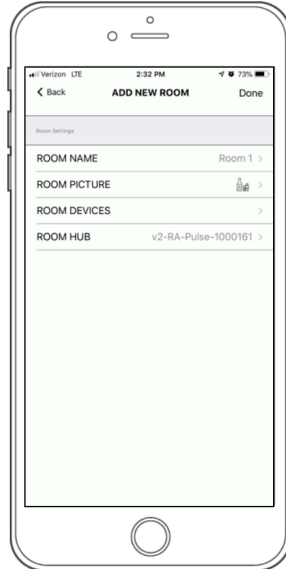 Verizon LTE 2:32 PM 73%
Back ADD NEW ROOM Done
Room Settings
ROOM NAME Room 1
ROOM PICTURE
ROOM DEVICES
ROOM HUB v2-RA-Pulse-1000161